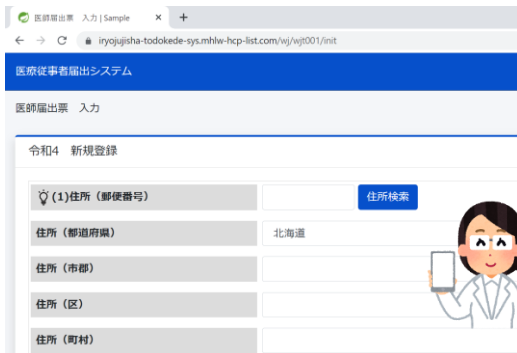 医師届出票　入力 | Sample
iryojujisha-todokede-sys.mhlw-hcp-list.com/wj/wjt001/init
医療従事者届出システム
医師届出票　入力
令和4　新規登録
(1)住所（郵便番号）
住所検索
住所（都道府県）
北海道
住所（市郡）
住所（区）
住所（町村）